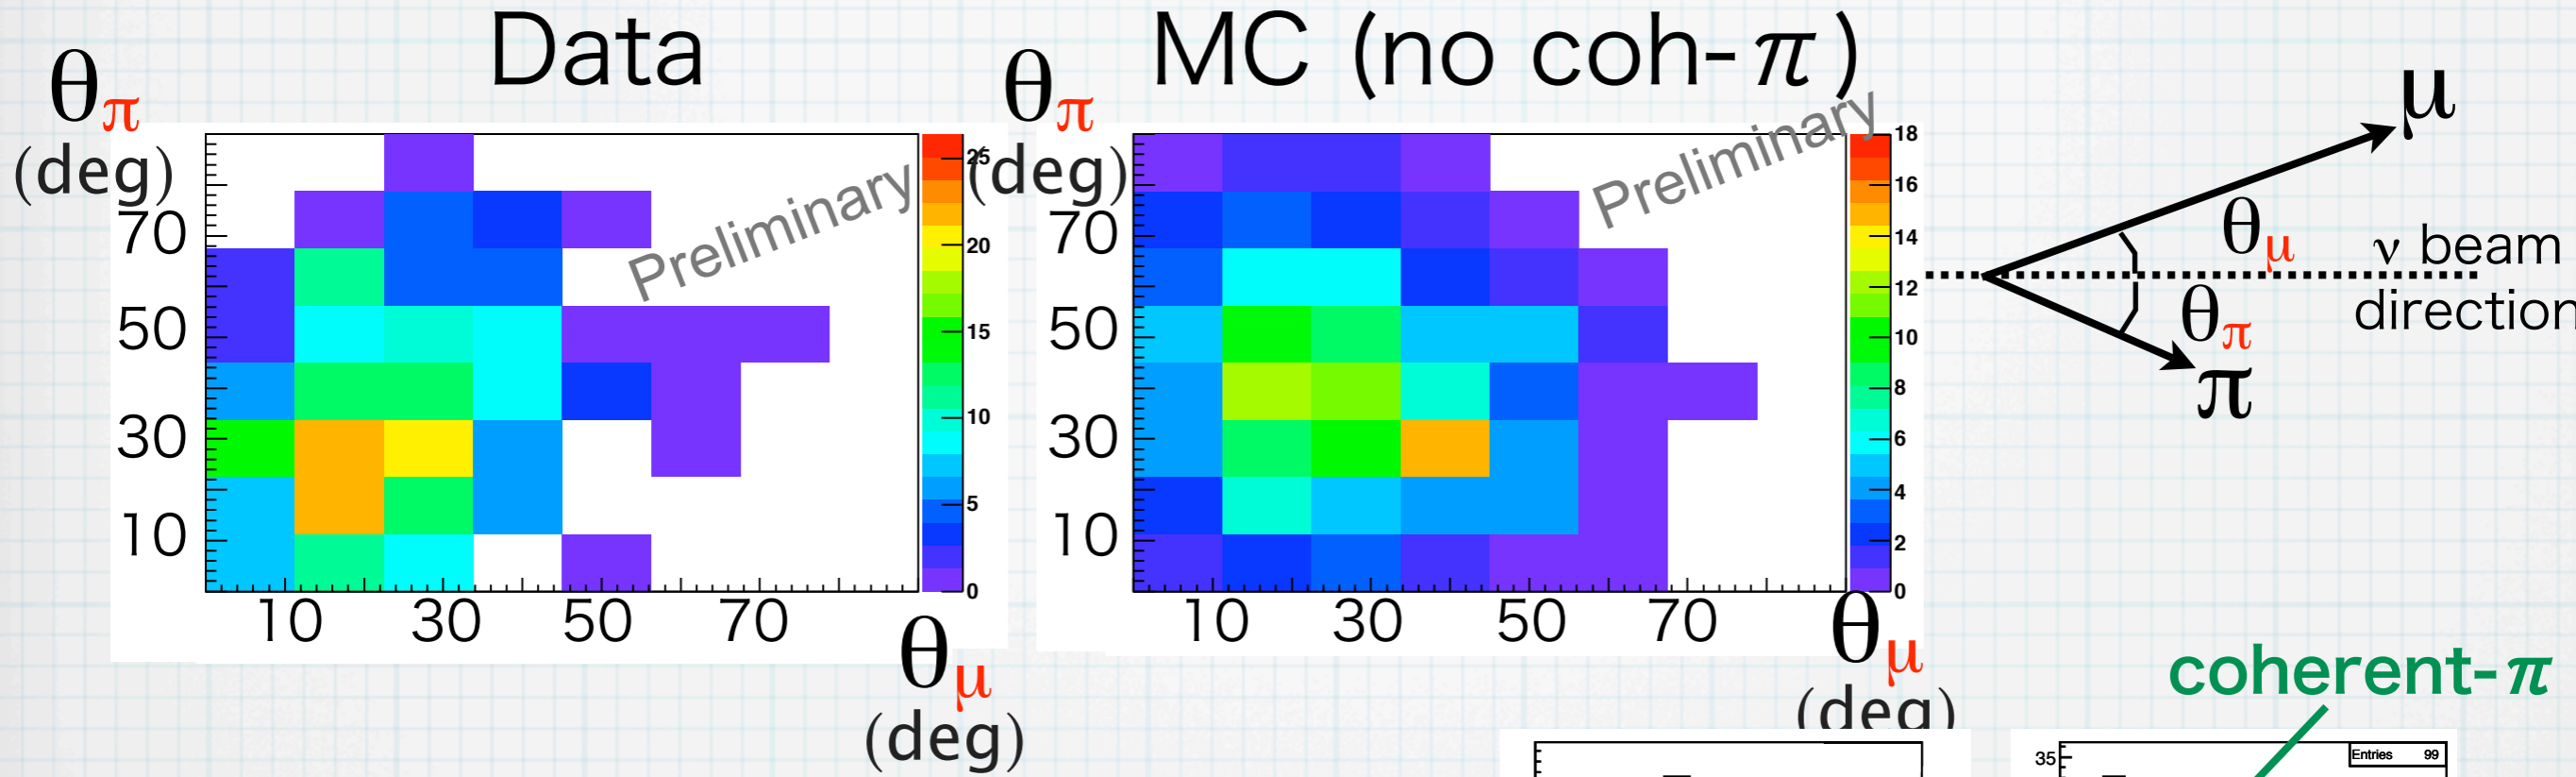 Data
MC (no coh-π)
θπ
(deg)
70
50
30
10
10 30 50 70
θμ
(deg)
Preliminary
25
20
15
10
5
0
θπ
(deg)
70
50
30
10
10 30 50 70
θμ
(deg)
Preliminary
18
16
14
12
10
8
6
4
2
0
μ
θμ
ν beam
direction
θπ
π
coherent-π
35
Entries 99